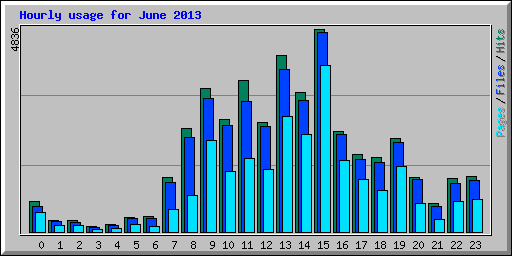 Hourly usage for June 2013
4836
Pages/Files/Hits
0 1 2 3 4 5 6 7 8 9 10 11 12 13 14 15 16 17 18 19 20 21 22 23